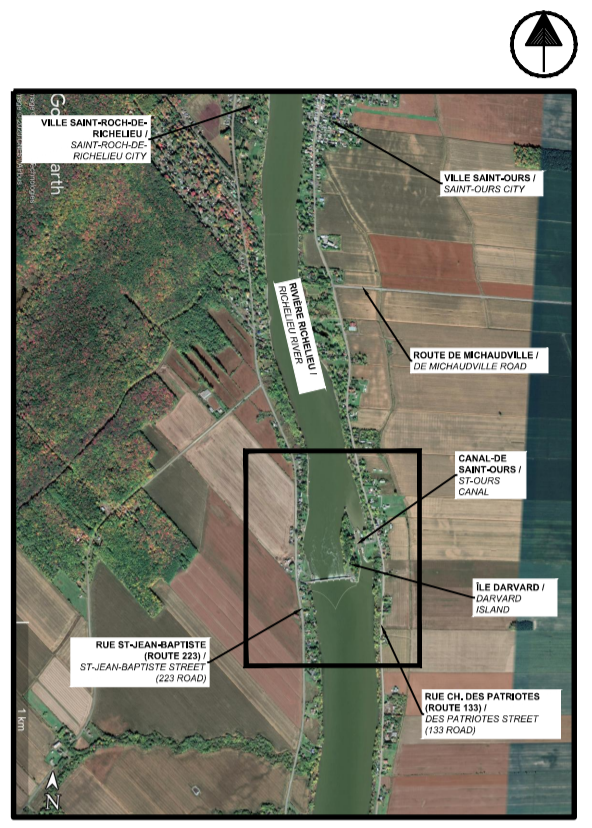 VILLE SAINT-ROCH-DE-
RICHELIEU /
SAINT-ROCH-DE-
RICHELIEU CITY
VILLE SAINT-OURS /
SAINT-OURS CITY
RIVIÈRE RICHELIEU /
RICHELIEU RIVER
ROUTE DE MICHAUDVILLE /
DE MICHAUDVILLE ROAD
CANAL-DE
SAINT-OURS /
ST-OURS
CANAL
ÎLE DARVARD /
DARVARD
ISLAND
RUE ST-JEAN-BAPTISTE
(ROUTE 223) /
ST-JEAN-BAPTISTE STREET
(223 ROAD)
RUE CH. DES PATRIOTES
(ROUTE 133) /
DES PATRIOTES STREET
(133 ROAD)
1 km
N